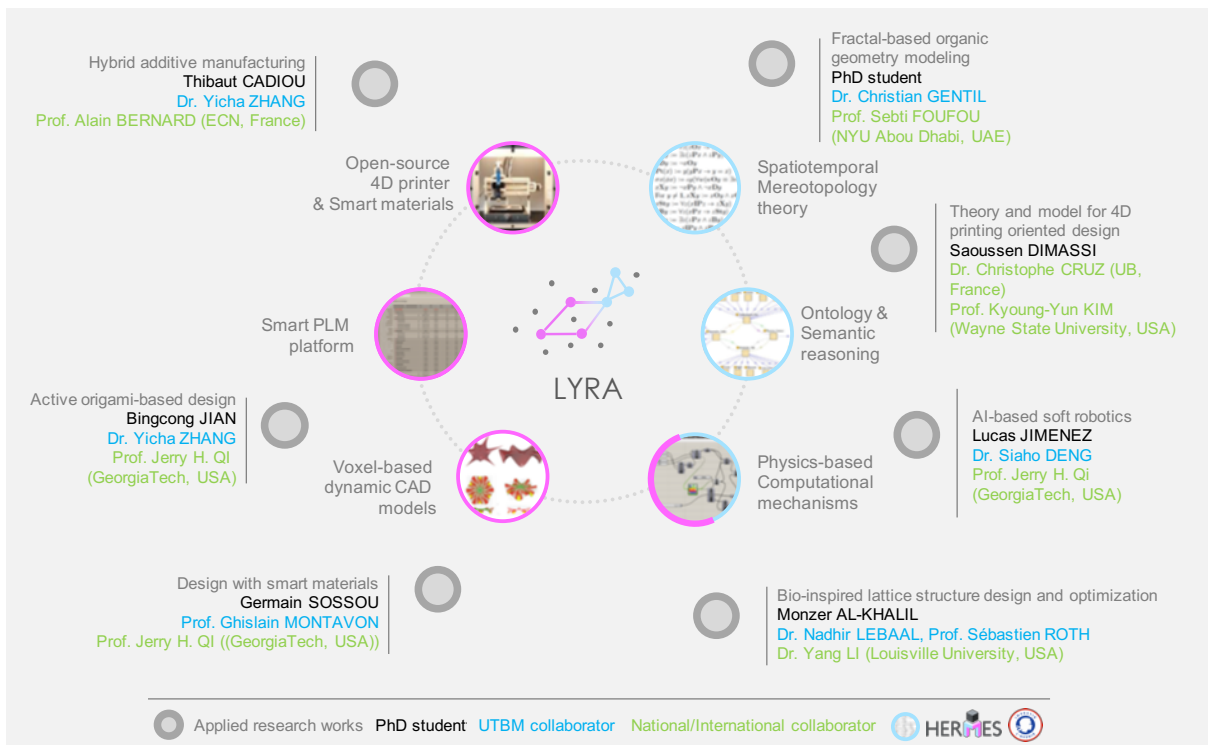 Hybrid additive manufacturing
Thibaut CADIOU
Dr. Yicha ZHANG
Prof. Alain BERNARD (ECN, France)
Fractal-based organic
geometry modeling
PhD student
Dr. Christian GENTIL
Prof. Sebti FOUFOU
(NYU Abou Dhabi, UAE)
Open-source
4D printer
& Smart materials
Spatiotemporal
Mereotopology
theory
Theory and model for 4D
printing oriented design
Saoussen DIMASSI
Dr. Christophe CRUZ (UB,
France)
Prof. Kyoung-Yun KIM
(Wayne State University, USA)
Smart PLM
platform
Ontology &
Semantic
reasoning
LYRA
Active origami-based design
Bingcong JIAN
Dr. Yicha ZHANG
Prof. Jerry H. QI
(GeorgiaTech, USA)
AI-based soft robotics
Lucas JIMENEZ
Dr. Siaho DENG
Prof. Jerry H. Qi
(GeorgiaTech, USA)
Voxel-based
dynamic CAD
models
Physics-based
Computational
mechanisms
Design with smart materials
Germain SOSSOU
Prof. Ghislain MONTAVON
Prof. Jerry H. QI ((GeorgiaTech, USA))
Bio-inspired lattice structure design and optimization
Monzer AL-KHALIL
Dr. Nadhir LEBAAL, Prof. Sébastien ROTH
Dr. Yang LI (Louisville University, USA)
Applied research works PhD student UTBM collaborator National/International collaborator HERMES